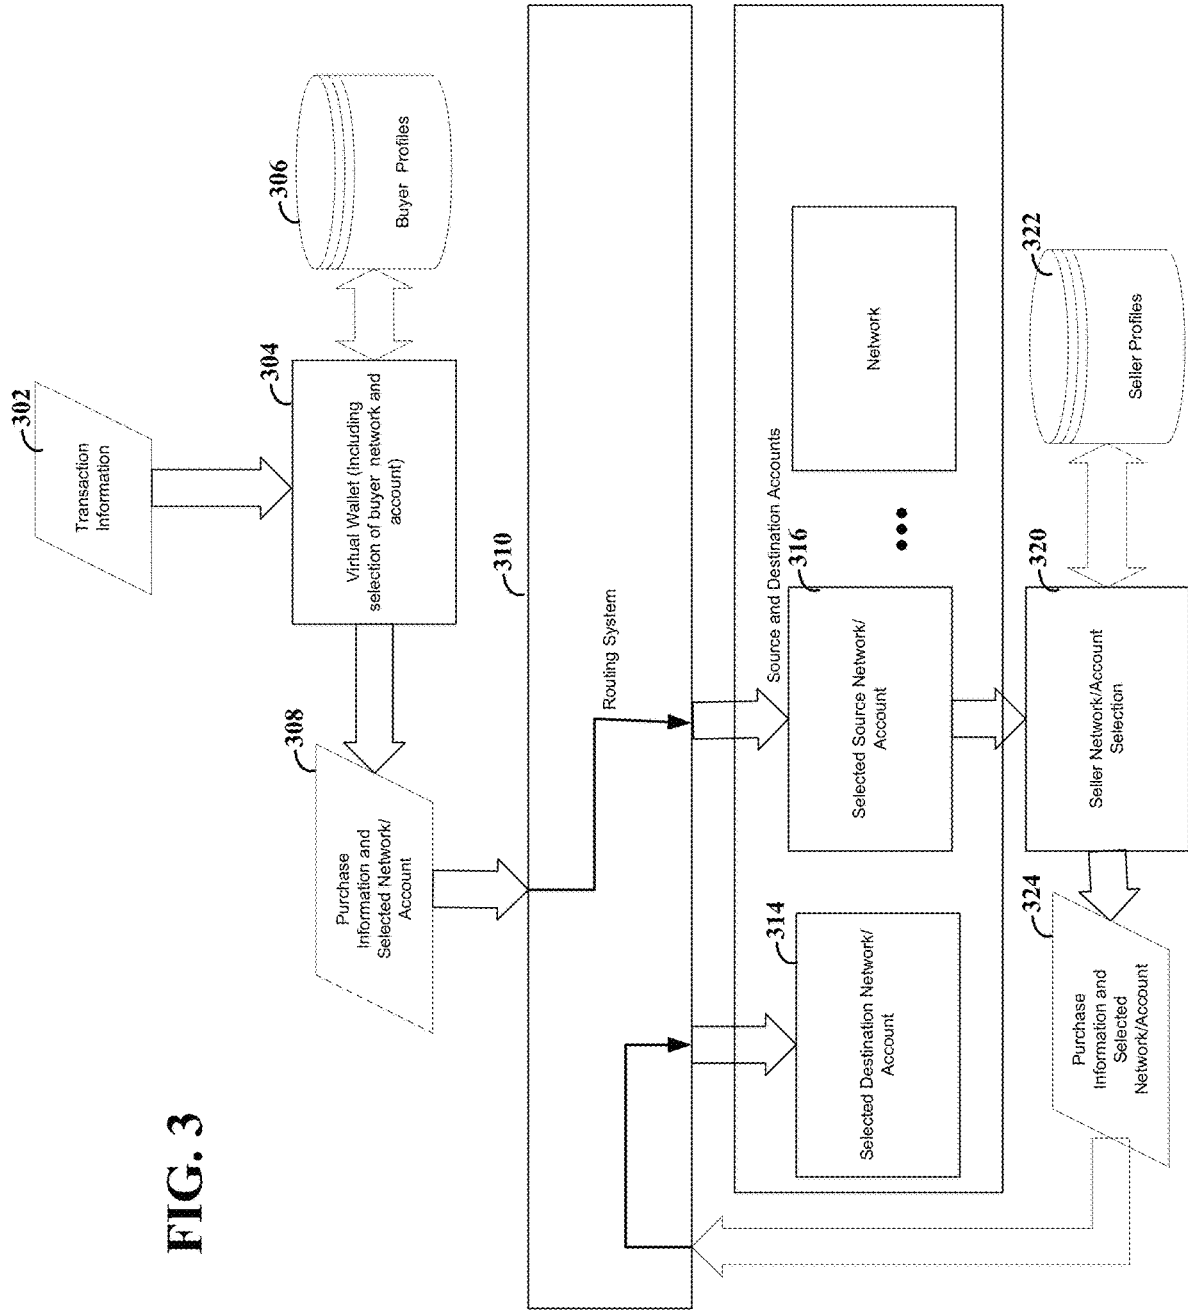 FIG. 3
302
Transaction
Information
304
Virtual Wallet (Including
selection of buyer network and
account)
306
Buyer Profiles
308
Purchase
Information and
Selected Network/
Account
310
Routing System
Source and Destination Accounts
314
Selected Destination Network/
Account
316
Selected Source Network/
Account
Network
320
Seller Network/Account
Selection
322
Seller Profiles
324
Purchase
Information and
Selected
Network/Account